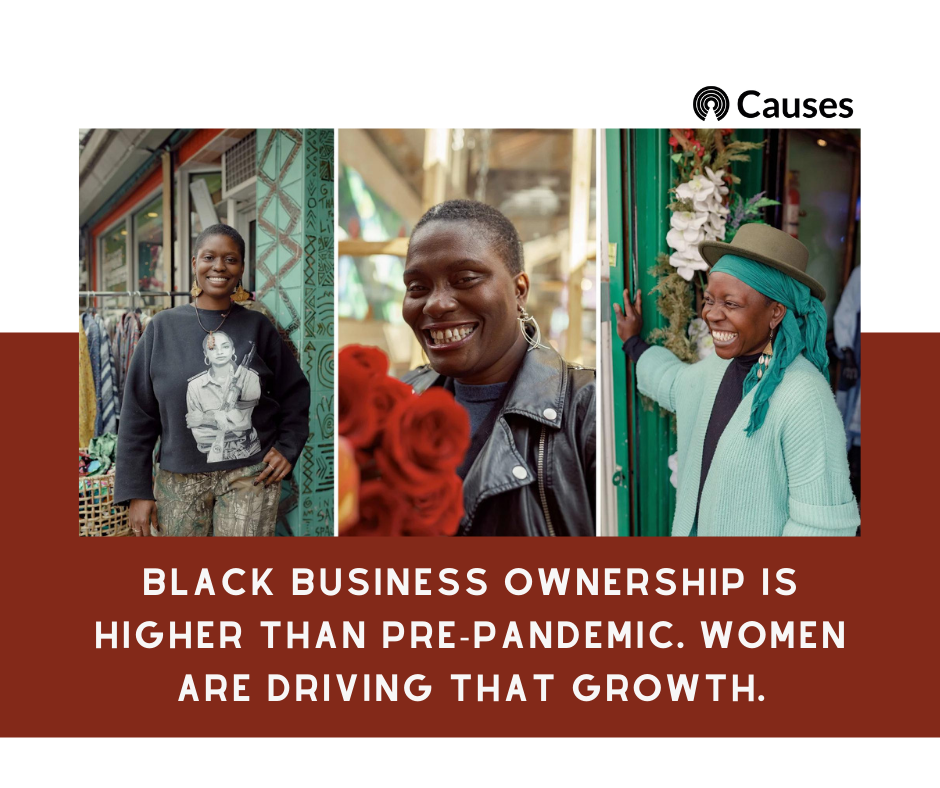 Causes
BLACK BUSINESS OWNERSHIP IS
HIGHER THAN PRE-PANDEMIC. WOMEN
ARE DRIVING THAT GROWTH.